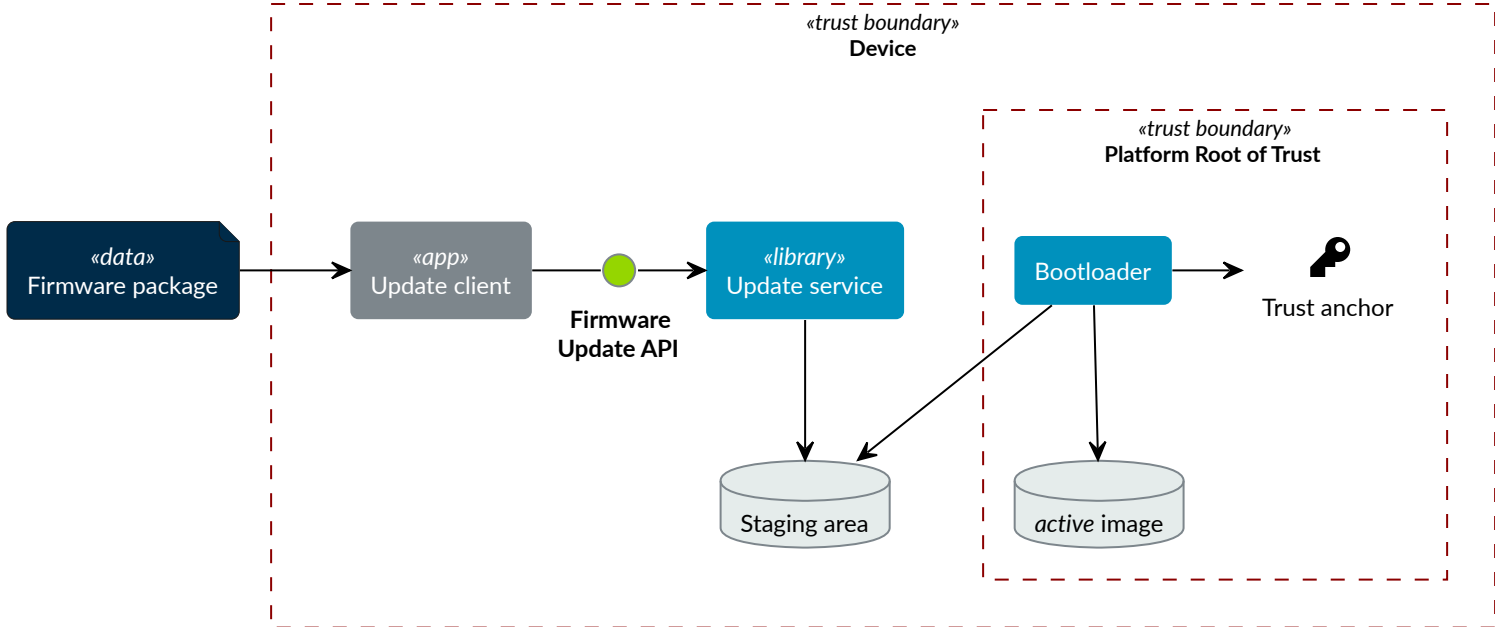 «trust boundary»
Device
«trust boundary»
Platform Root of Trust
«data»
Firmware package
«app»
Update client
Firmware
Update API
«library»
Update service
Bootloader
Trust anchor
Staging area
active image